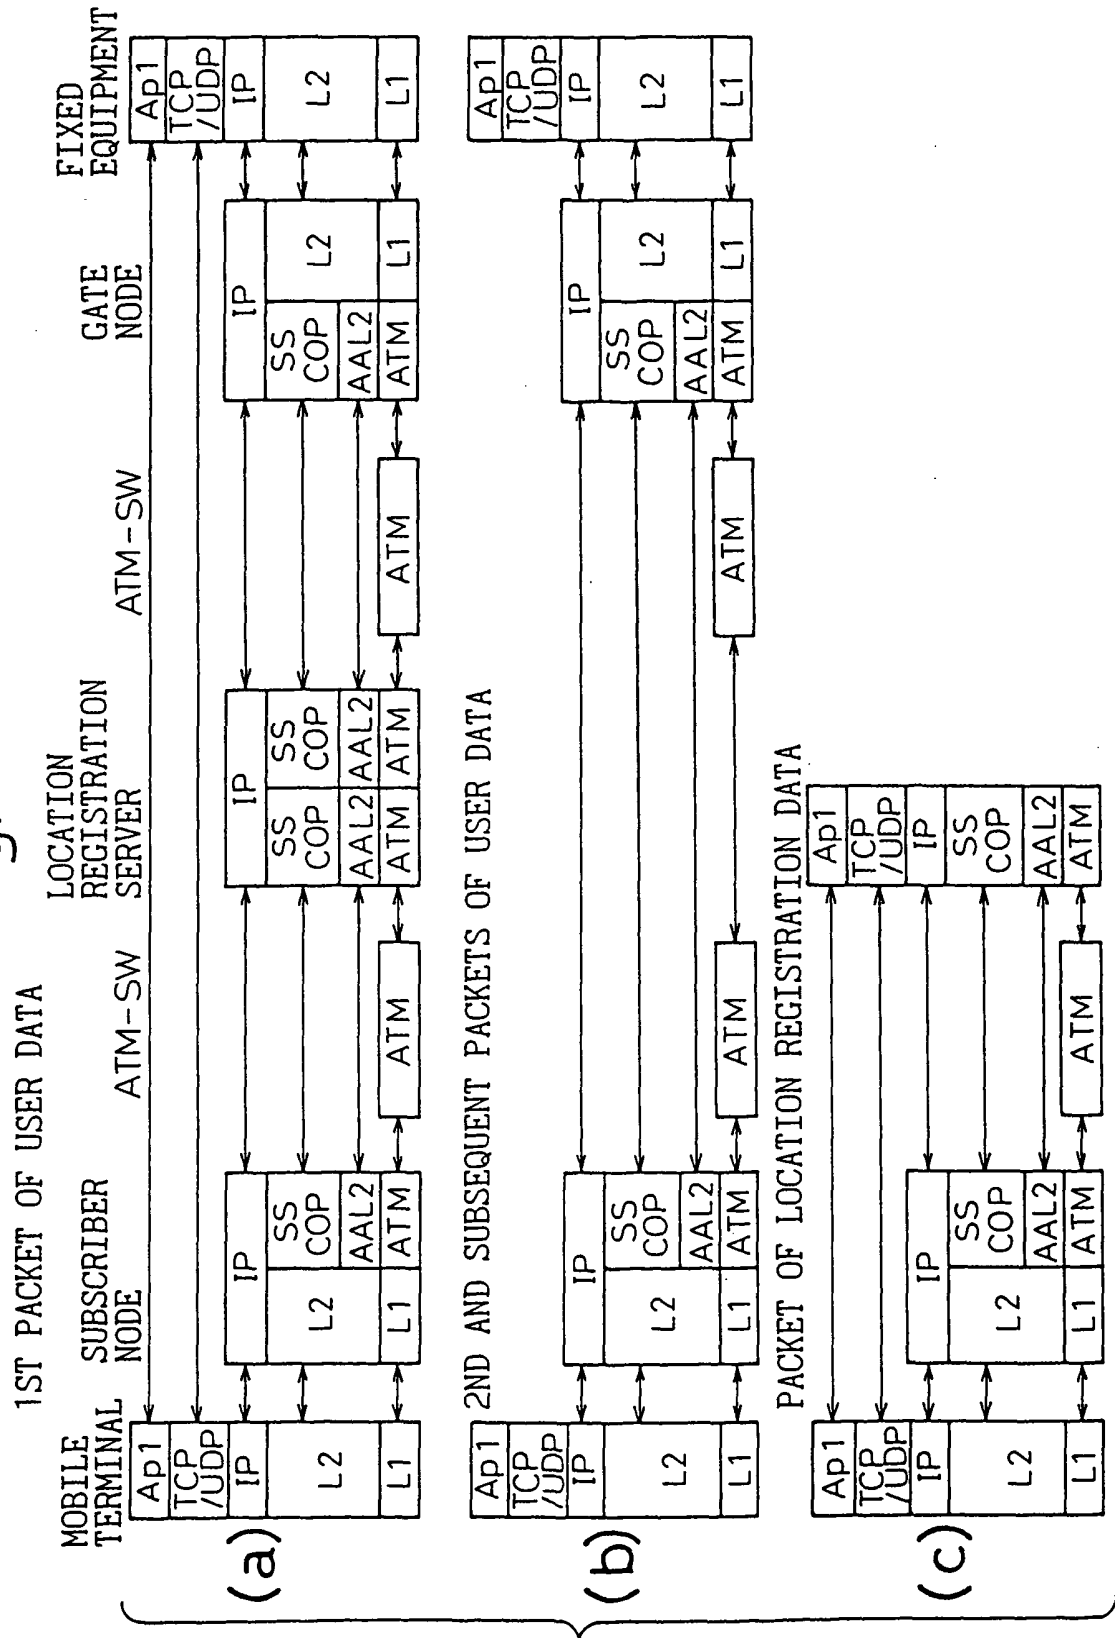 1ST PACKET OF USER DATA
MOBILE
TERMINAL
SUBSCRIBER
NODE
ATM-SW
LOCATION
REGISTRATION
SERVER
ATM-SW
GATE
NODE
FIXED
EQUIPMENT
(a)
Ap1
TCP
/UDP
IP
L2
L1
IP
L2
SS
COP
AAL2
L1
ATM
ATM
IP
SS
COP
SS
COP
AAL2
AAL2
ATM
ATM
ATM
IP
SS
COP
L2
AAL2
ATM
L1
Ap1
TCP
/UDP
IP
L2
L1
2ND AND SUBSEQUENT PACKETS OF USER DATA
(b)
Ap1
TCP
/UDP
IP
L2
L1
IP
L2
SS
COP
AAL2
L1
ATM
ATM
ATM
IP
SS
COP
L2
AAL2
ATM
L1
Ap1
TCP
/UDP
IP
L2
L1
PACKET OF LOCATION REGISTRATION DATA
(c)
Ap1
TCP
/UDP
IP
L2
L1
IP
L2
SS
COP
AAL2
L1
ATM
ATM
Ap1
TCP
/UDP
IP
SS
COP
AAL2
ATM